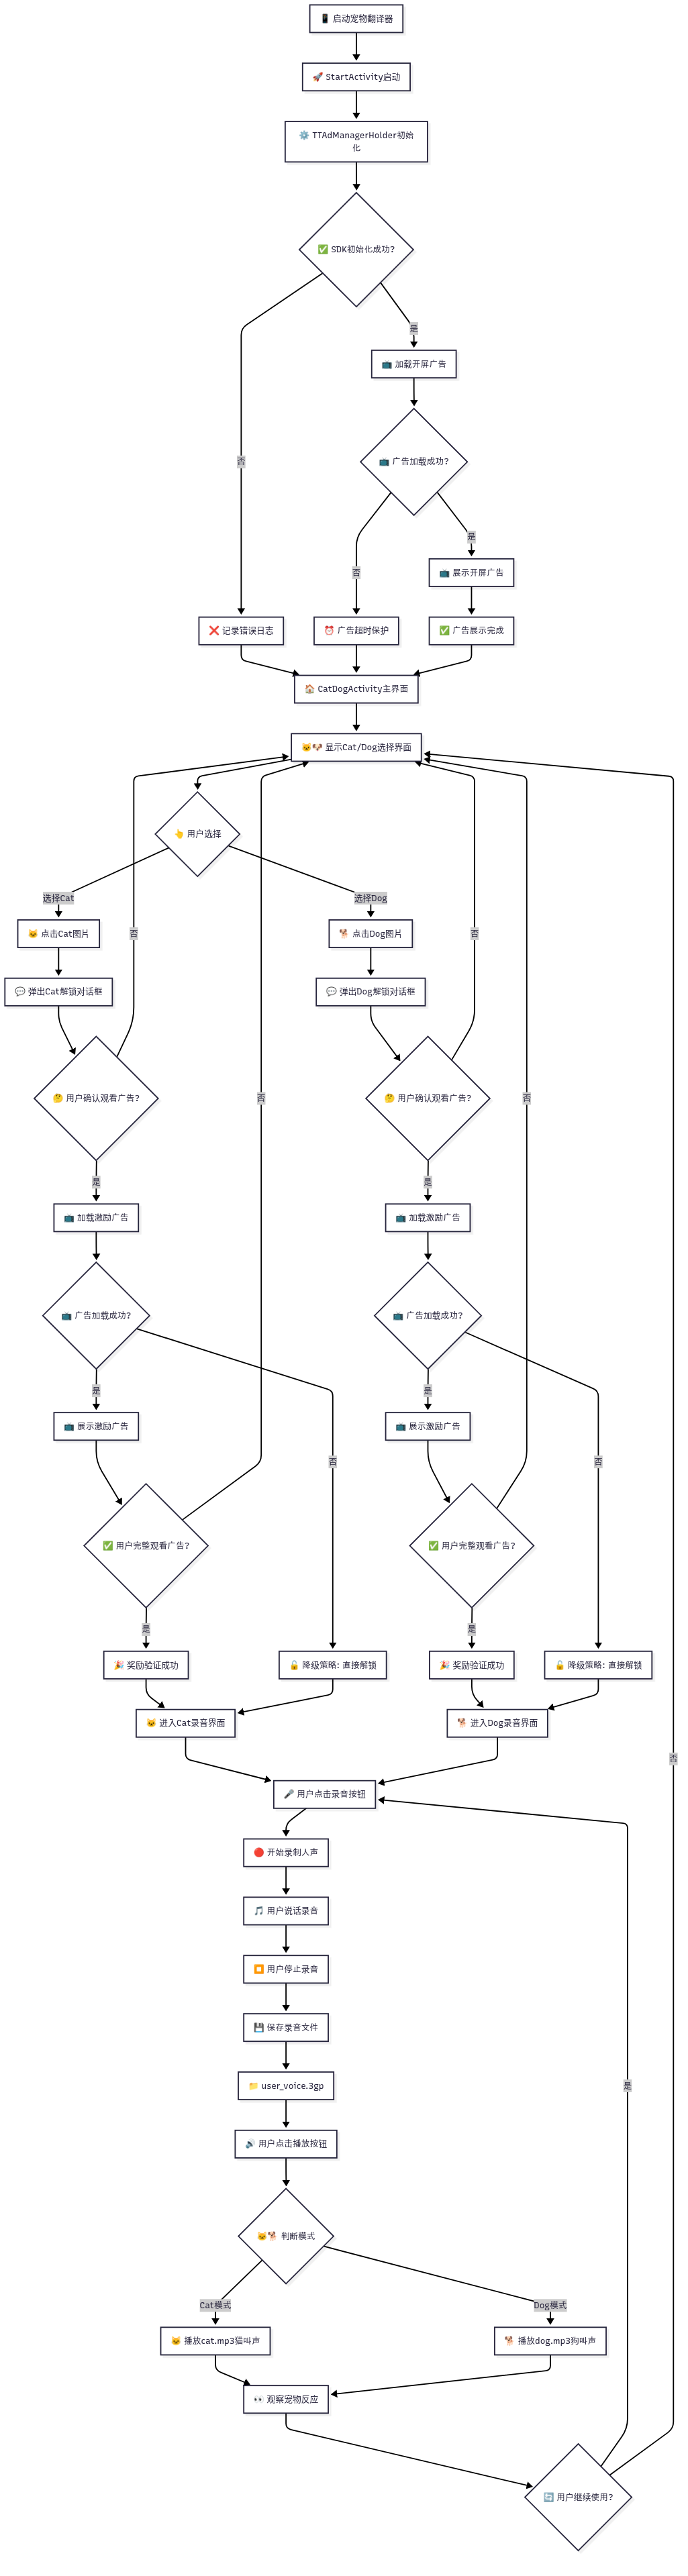 📱 启动宠物翻译器
🚀 StartActivity启动
⚙️ TTAdManagerHolder初始
化
✅ SDK初始化成功?
是
📺 加载开屏广告
否
📺 广告加载成功?
是
否
📺 展示开屏广告
❌ 记录错误日志
⏰ 广告超时保护
✅ 广告展示完成
🏠 CatDogActivity主界面
🐱🐶 显示Cat/Dog选择界面
👆 用户选择
选择Cat
选择Dog
🐱 点击Cat图片
否
🐕 点击Dog图片
否
💬 弹出Cat解锁对话框
💬 弹出Dog解锁对话框
🤔 用户确认观看广告?
否
🤔 用户确认观看广告?
否
是
是
📺 加载激励广告
📺 加载激励广告
📺 广告加载成功?
📺 广告加载成功?
是
是
📺 展示激励广告
📺 展示激励广告
否
否
✅ 用户完整观看广告?
✅ 用户完整观看广告?
是
是
🎉 奖励验证成功
🔓 降级策略: 直接解锁
🎉 奖励验证成功
🔓 降级策略: 直接解锁
🐱 进入Cat录音界面
🐕 进入Dog录音界面
否
🎤 用户点击录音按钮
🔴 开始录制人声
🎵 用户说话录音
⏹️ 用户停止录音
💾 保存录音文件
📁 user_voice.3gp
是
🔊 用户点击播放按钮
🐱🐕 判断模式
Cat模式
Dog模式
🐱 播放cat.mp3猫叫声
🐕 播放dog.mp3狗叫声
👀 观察宠物反应
🔄 用户继续使用?